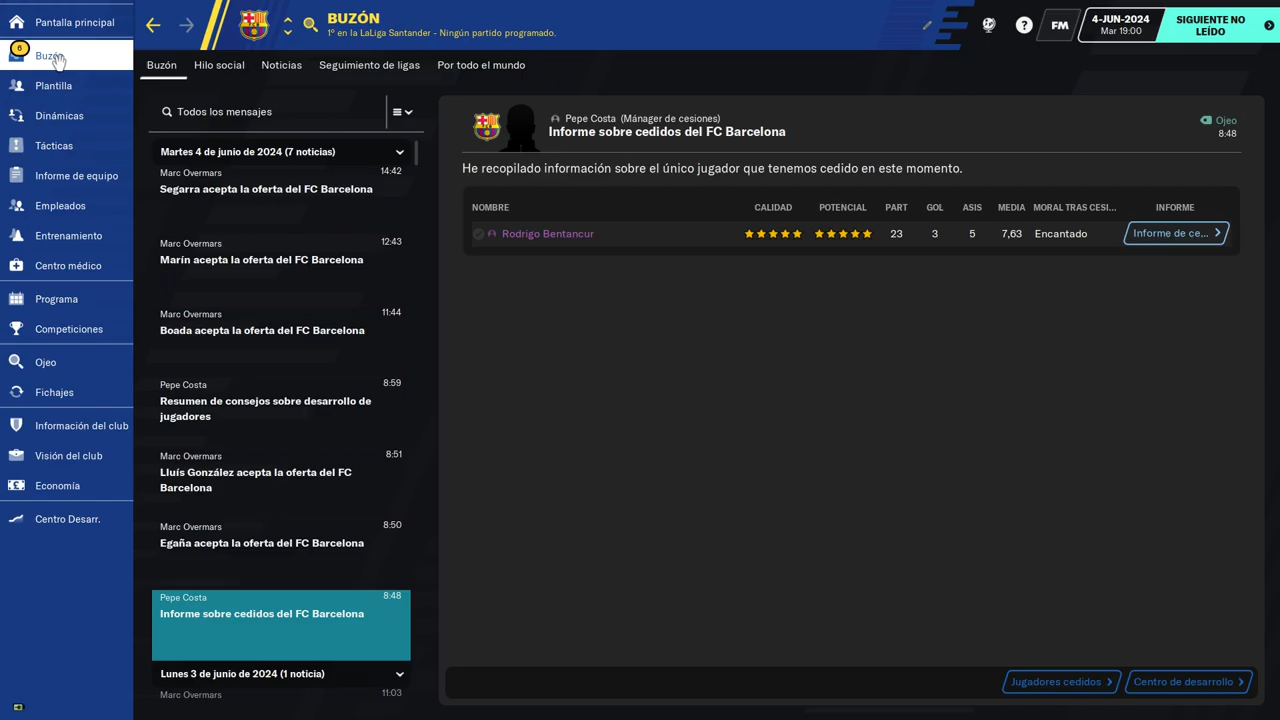 Pantalla principal
6
Buzón
Plantilla
Dinámicas
Tácticas
Informe de equipo
Empleados
Entrenamiento
Centro médico
Programa
Competiciones
Ojeo
Fichajes
Información del club
Visión del club
Economía
Centro Desarr.
BUZÓN
1º en la LaLiga Santander - Ningún partido programado.
?
FM
4-JUN-2024
Mar 19:00
SIGUIENTE NO
LEÍDO
Buzón
Hilo social
Noticias
Seguimiento de ligas
Por todo el mundo
Todos los mensajes
Martes 4 de junio de 2024 (7 noticias)
Marc Overmars 14:42
Segarra acepta la oferta del FC Barcelona
Marc Overmars 12:43
Marín acepta la oferta del FC Barcelona
Marc Overmars 11:44
Boada acepta la oferta del FC Barcelona
Pepe Costa 8:59
Resumen de consejos sobre desarrollo de
jugadores
Marc Overmars 8:51
Lluís González acepta la oferta del FC
Barcelona
Marc Overmars 8:50
Egaña acepta la oferta del FC Barcelona
Pepe Costa 8:48
Informe sobre cedidos del FC Barcelona
Lunes 3 de junio de 2024 (1 noticia)
Marc Overmars 11:03
Pepe Costa (Mánager de cesiones)
Informe sobre cedidos del FC Barcelona
Ojeo
8:48
He recopilado información sobre el único jugador que tenemos cedido en este momento.
NOMBRE CALIDAD POTENCIAL PART GOL ASIS MEDIA MORAL TRAS CESI... INFORME
Rodrigo Bentancur 23 3 5 7,63 Encantado Informe de ce...
Jugadores cedidos
Centro de desarrollo